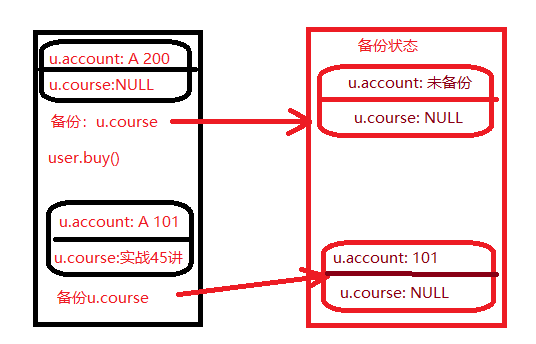 u.account: A 200
u.course:NULL
备份：u.course
user.buy()
u.account: A 101
u.course:实战45讲
备份u.course
备份状态
u.account: 未备份
u.course: NULL
u.account: 101
u.course: NULL